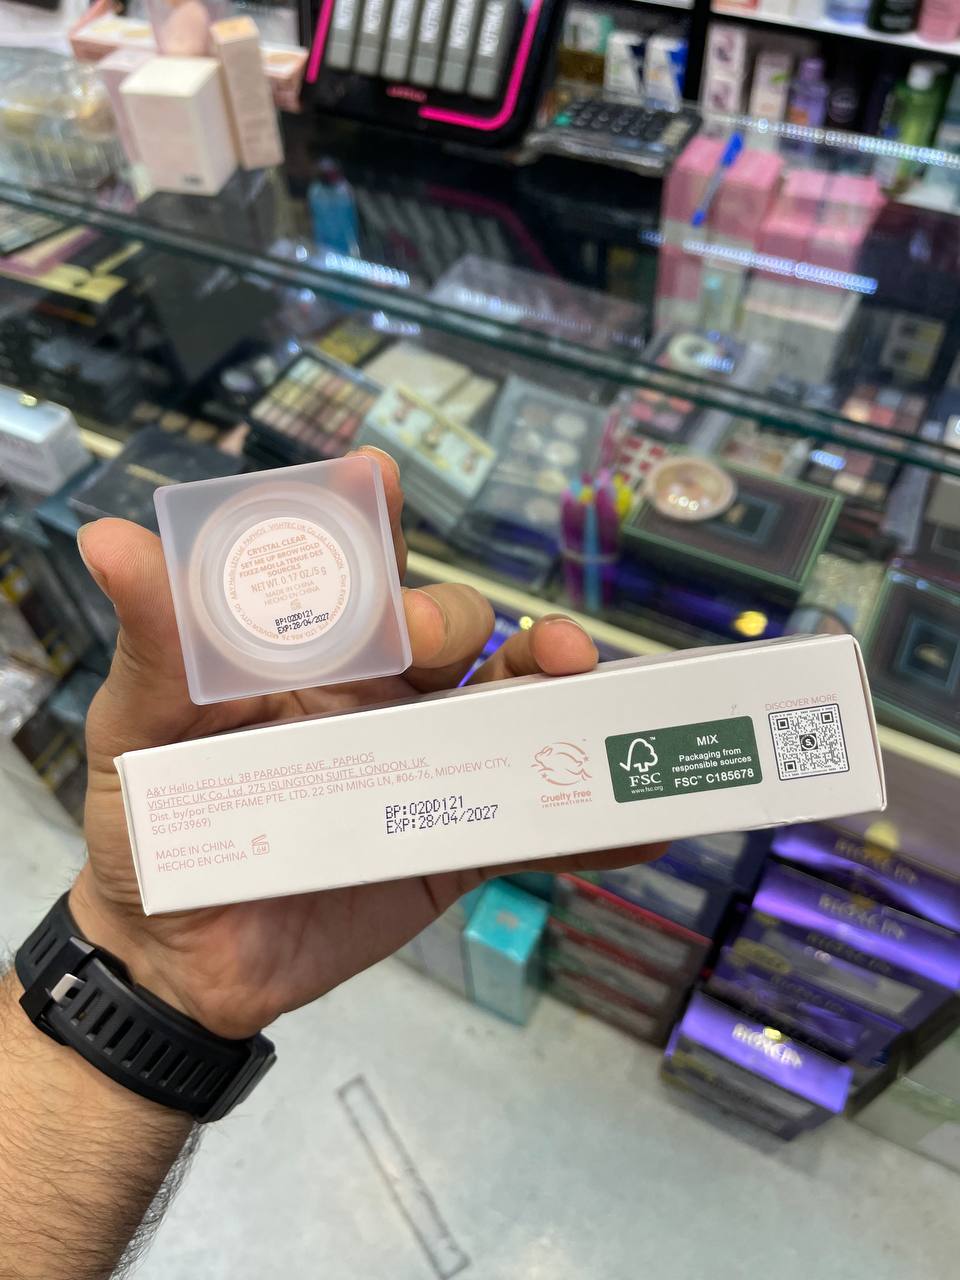 CRYSTAL CLEAR
SET ME UP BROW HOLD
FIXEZ-MOI LA TENUE DES
SOURCILS
NET WT. 0.17 OZ./5 g
MADE IN CHINA
HECHO EN CHINA
BP:02DD121
EXP:28/04/2027
A&Y Hello LED Ltd. 3B PARADISE AVE., PAPHOS
VISHTEC UK Co.,Ltd. 275 ISLINGTON SUITE, LONDON, UK
Dist. by/por EVER FAME PTE. LTD. 22 SIN MING LN, #06-76, MIDVIEW CITY,
SG (573969)
MADE IN CHINA
HECHO EN CHINA
6M
BP:02DD121
EXP:28/04/2027
Cruelty Free
INTERNATIONAL
FSC
www.fsc.org
MIX
Packaging from
responsible sources
FSC™ C185678
DISCOVER MORE